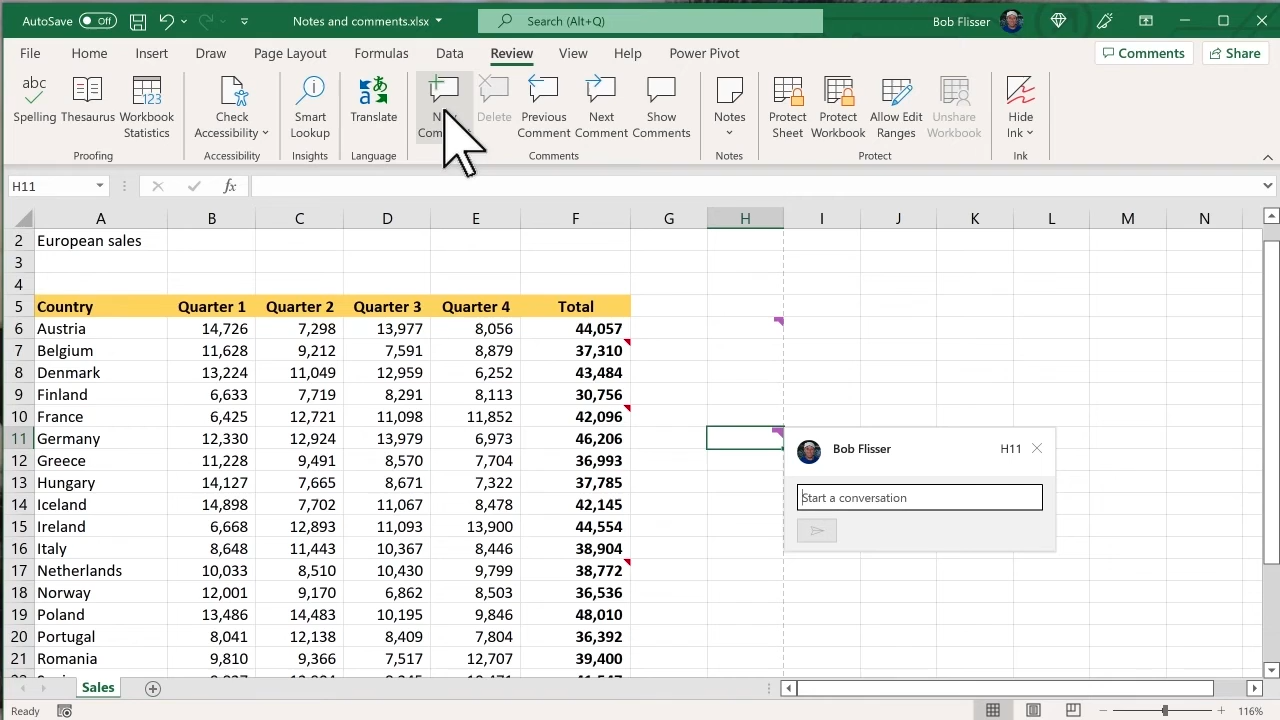 AutoSave Off Notes and comments.xlsx Search (Alt+Q) Bob Flisser
File Home Insert Draw Page Layout Formulas Data Review View Help Power Pivot Comments Share
abc
Spelling Thesaurus Workbook Statistics Check Accessibility Smart Lookup Translate Delete Previous Comment Next Comment Show Comments Notes Protect Sheet Protect Workbook Allow Edit Ranges Unshare Workbook Hide Ink
Proofing Accessibility Insights Language Comments Notes Protect Ink
H11 fx
A B C D E F G H I J K L M N
2 European sales
3
4
5 Country Quarter 1 Quarter 2 Quarter 3 Quarter 4 Total
6 Austria 14,726 7,298 13,977 8,056 44,057
7 Belgium 11,628 9,212 7,591 8,879 37,310
8 Denmark 13,224 11,049 12,959 6,252 43,484
9 Finland 6,633 7,719 8,291 8,113 30,756
10 France 6,425 12,721 11,098 11,852 42,096
11 Germany 12,330 12,924 13,979 6,973 46,206
12 Greece 11,228 9,491 8,570 7,704 36,993
13 Hungary 14,127 7,665 8,671 7,322 37,785
14 Iceland 14,898 7,702 11,067 8,478 42,145
15 Ireland 6,668 12,893 11,093 13,900 44,554
16 Italy 8,648 11,443 10,367 8,446 38,904
17 Netherlands 10,033 8,510 10,430 9,799 38,772
18 Norway 12,001 9,170 6,862 8,503 36,536
19 Poland 13,486 14,483 10,195 9,846 48,010
20 Portugal 8,041 12,138 8,409 7,804 36,392
21 Romania 9,810 9,366 7,517 12,707 39,400
Bob Flisser H11
Start a conversation
Sales
Ready 116%